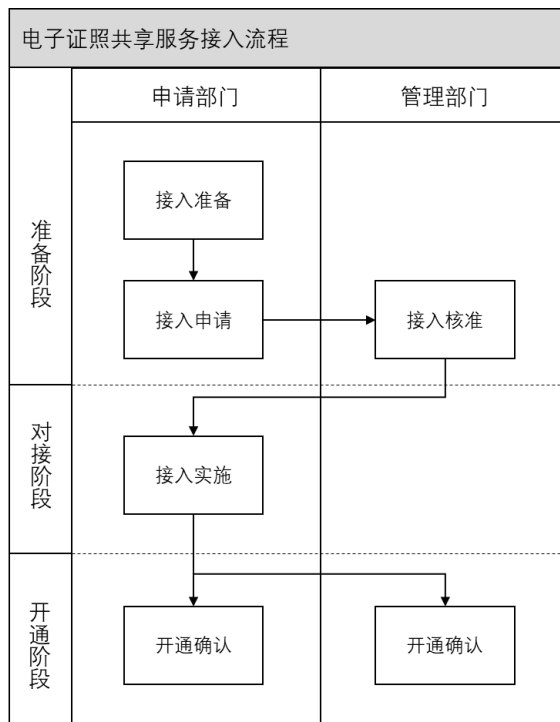 电子证照共享服务接入流程
申请部门
管理部门
准备阶段
接入准备
接入申请
接入核准
对接阶段
接入实施
开通阶段
开通确认
开通确认